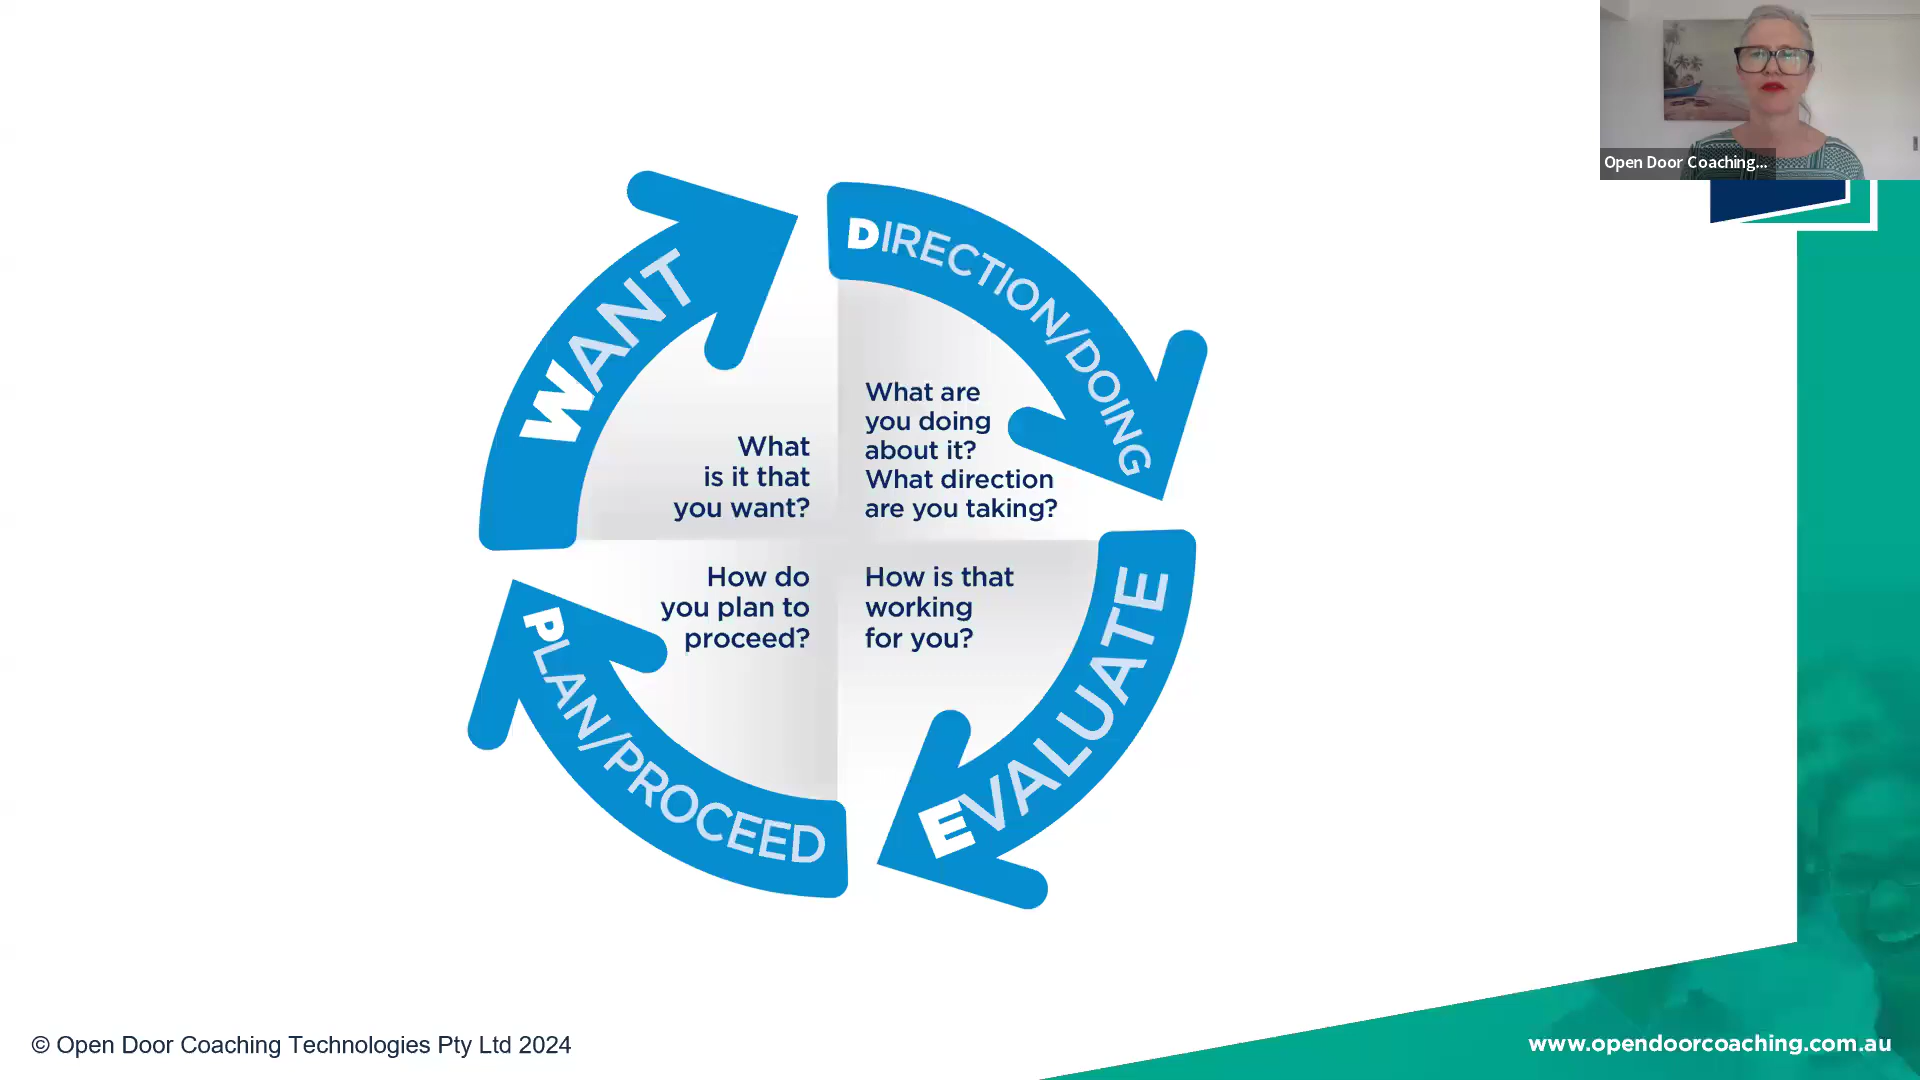 Open Door Coaching...
WANT
DIRECTION/DOING
What
is it that
you want?
What are
you doing
about it?
What direction
are you taking?
How do
you plan to
proceed?
How is that
working
for you?
PLAN/PROCEED
EVALUATE
© Open Door Coaching Technologies Pty Ltd 2024
www.opendoorcoaching.com.au